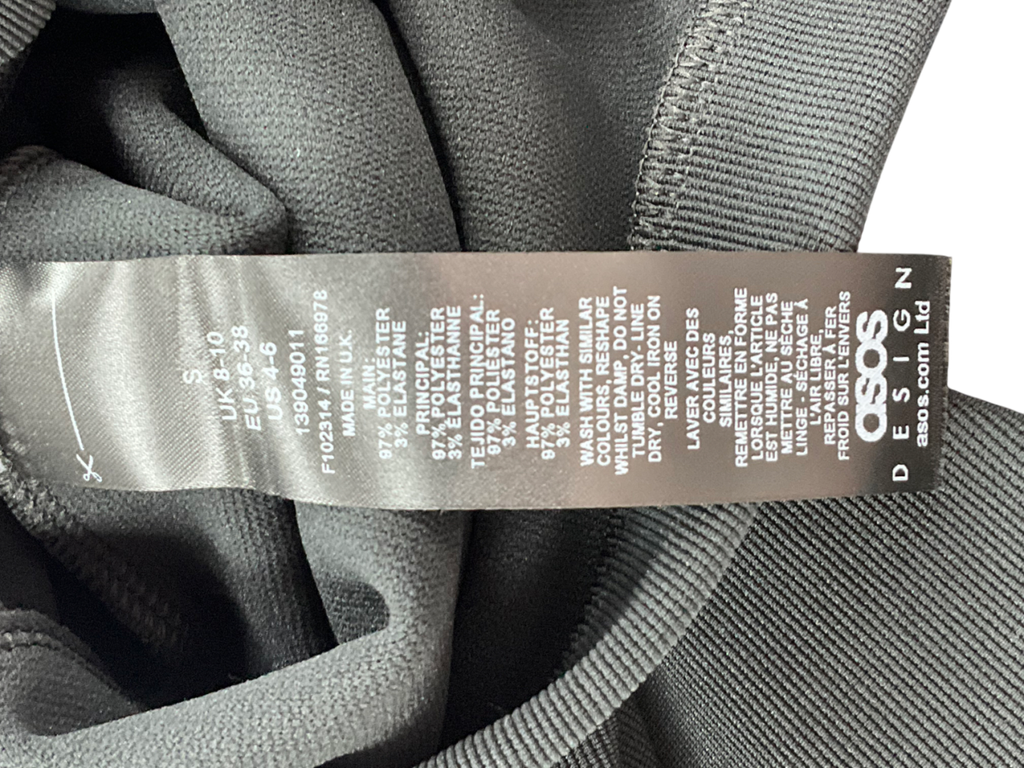 S
UK 8-10
EU 36-38
US 4-6
139049011
F102314 / RN166978
MADE IN U.K.
MAIN:
97% POLYESTER
3% ELASTANE
PRINCIPAL:
97% POLYESTER
3% ÉLASTHANNE
TEJIDO PRINCIPAL:
97% POLIESTER
3% ELASTANO
HAUPTSTOFF:
97% POLYESTER
3% ELASTHAN
WASH WITH SIMILAR
COLOURS, RESHAPE
WHILST DAMP, DO NOT
TUMBLE DRY- LINE
DRY, COOL IRON ON
REVERSE
LAVER AVEC DES
COULEURS
SIMILAIRES,
REMETTRE EN FORME
LORSQUE L'ARTICLE
EST HUMIDE, NE PAS
METTRE AU SÈCHE
LINGE - SÉCHAGE À
L'AIR LIBRE,
REPASSER À FER
FROID SUR L'ENVERS
asos
DESIGN
asos.com Ltd